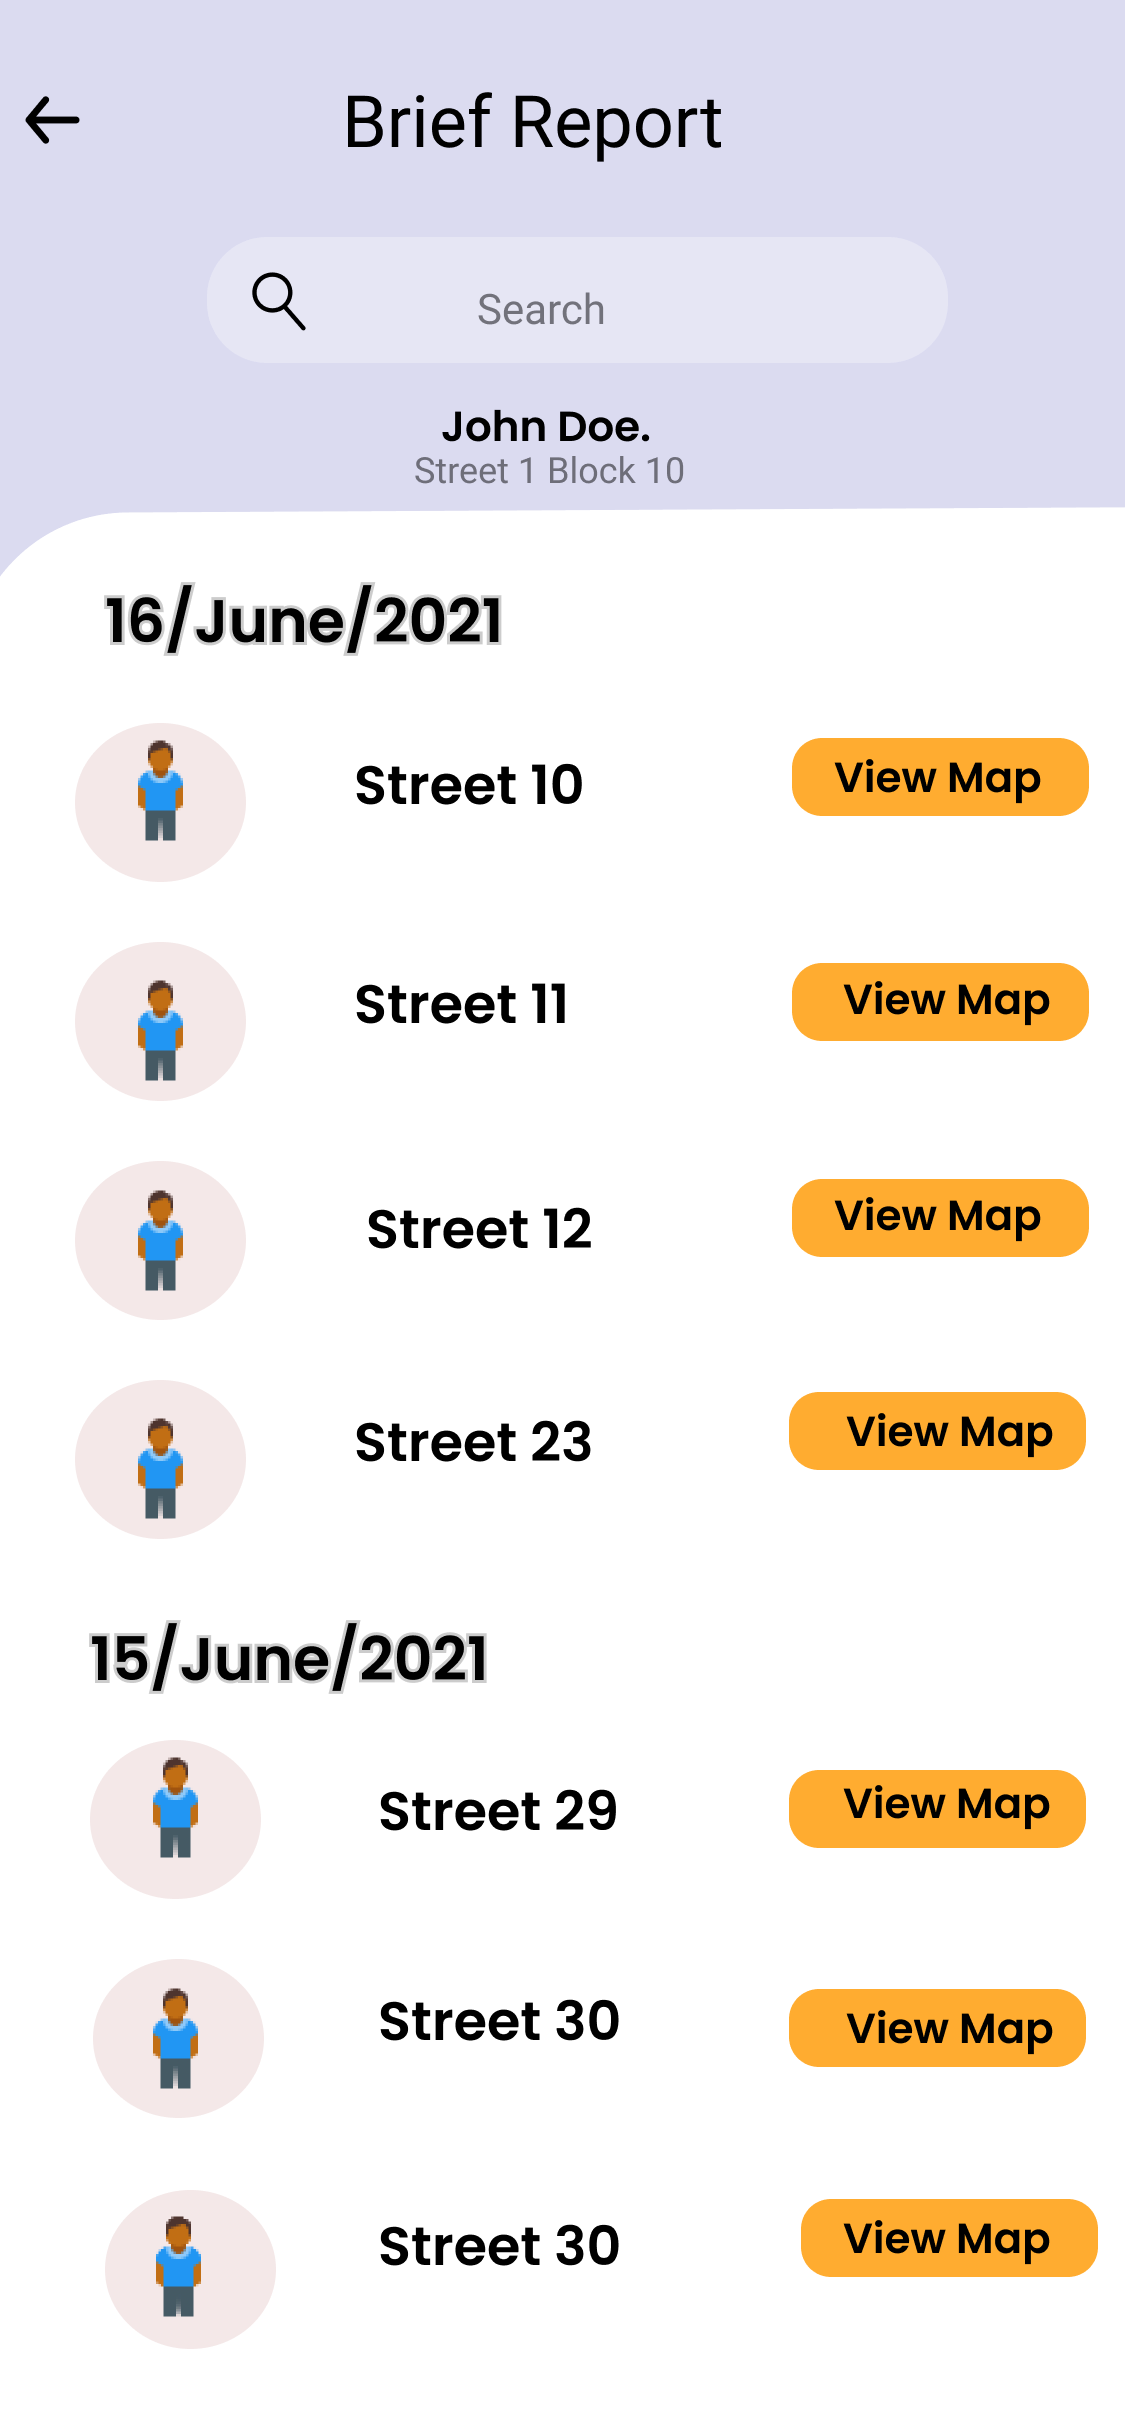 Brief Report
Search
John Doe.
Street 1 Block 10
16/June/2021
Street 10 View Map
Street 11 View Map
Street 12 View Map
Street 23 View Map
15/June/2021
Street 29 View Map
Street 30 View Map
Street 30 View Map